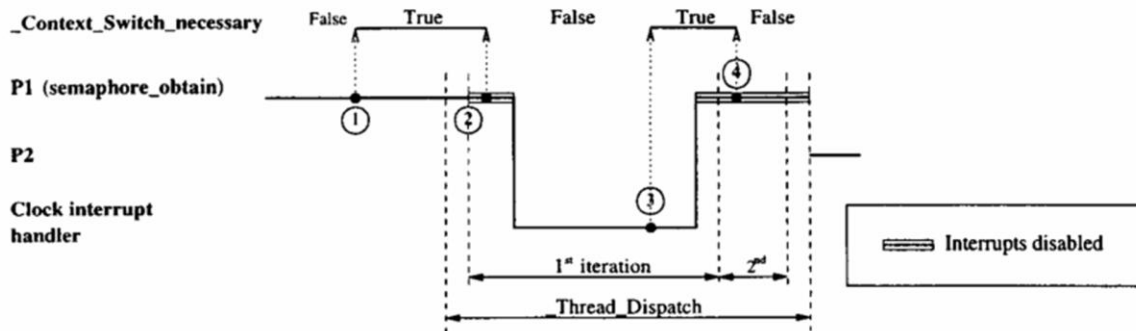 False True False True False
_Context_Switch_necessary
4
P1 (semaphore_obtain)
1 2
P2
3
Clock interrupt
handler
Interrupts disabled
1st iteration 2nd
_Thread_Dispatch